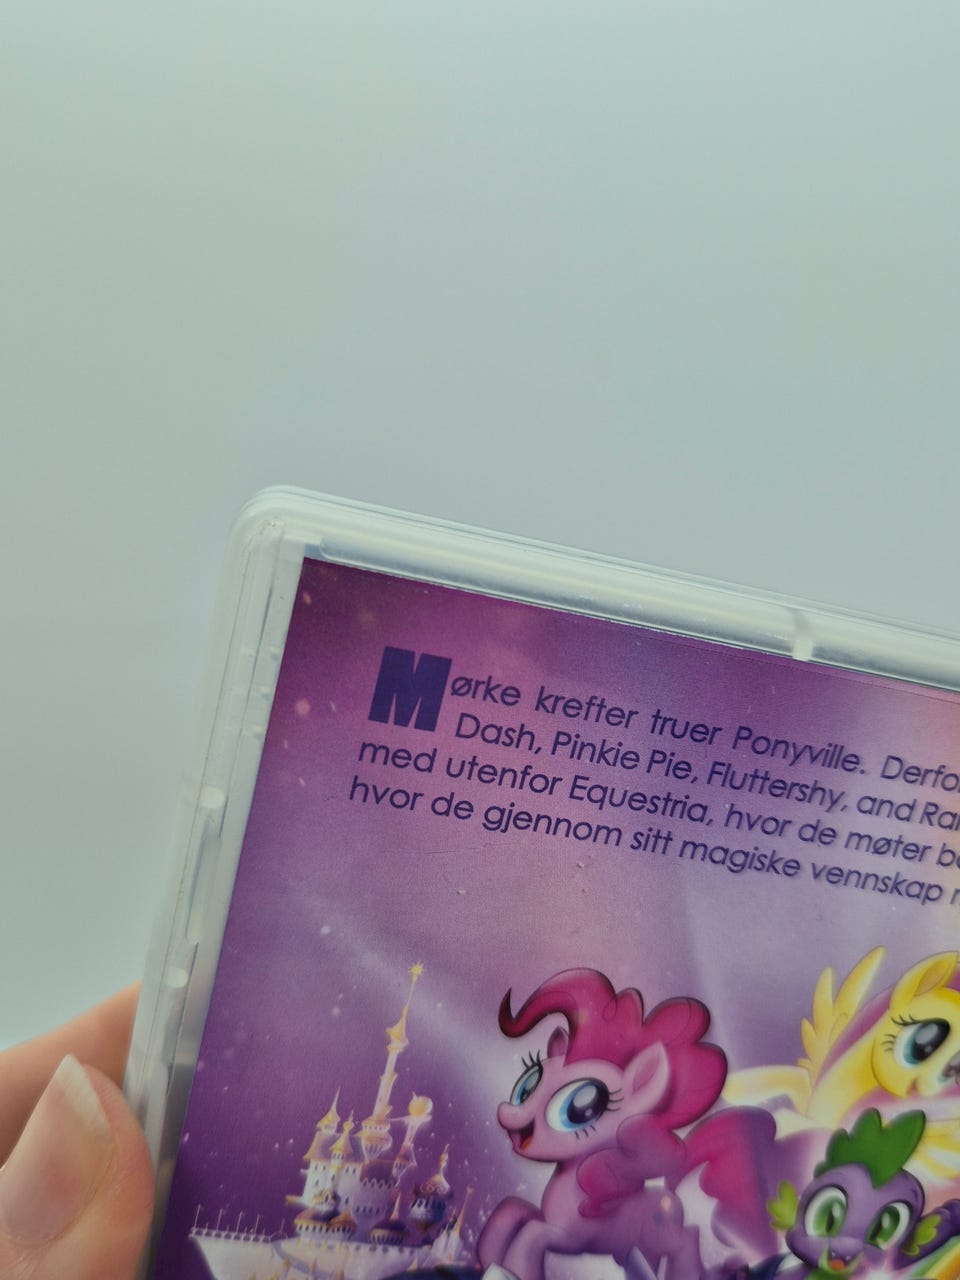 Mørke krefter truer Ponyville. Derfo
Dash, Pinkie Pie, Fluttershy, and Rar
med utenfor Equestria, hvor de møter
hvor de gjennom sitt magiske vennskap